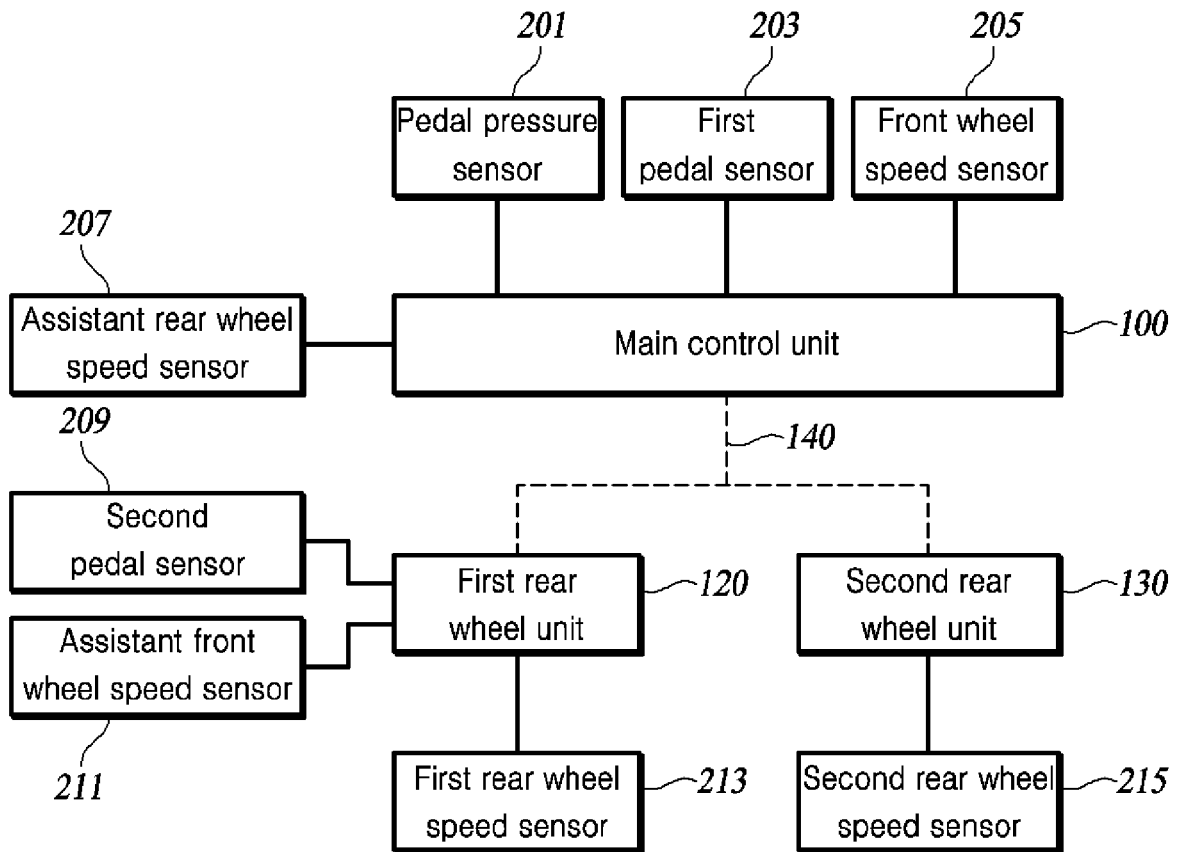 201
203
205
Pedal pressure
sensor
First
pedal sensor
Front wheel
speed sensor
207
Assistant rear wheel
speed sensor
Main control unit
100
209
140
Second
pedal sensor
First rear
wheel unit
120
Second rear
wheel unit
130
Assistant front
wheel speed sensor
211
First rear wheel
speed sensor
213
Second rear wheel
speed sensor
215